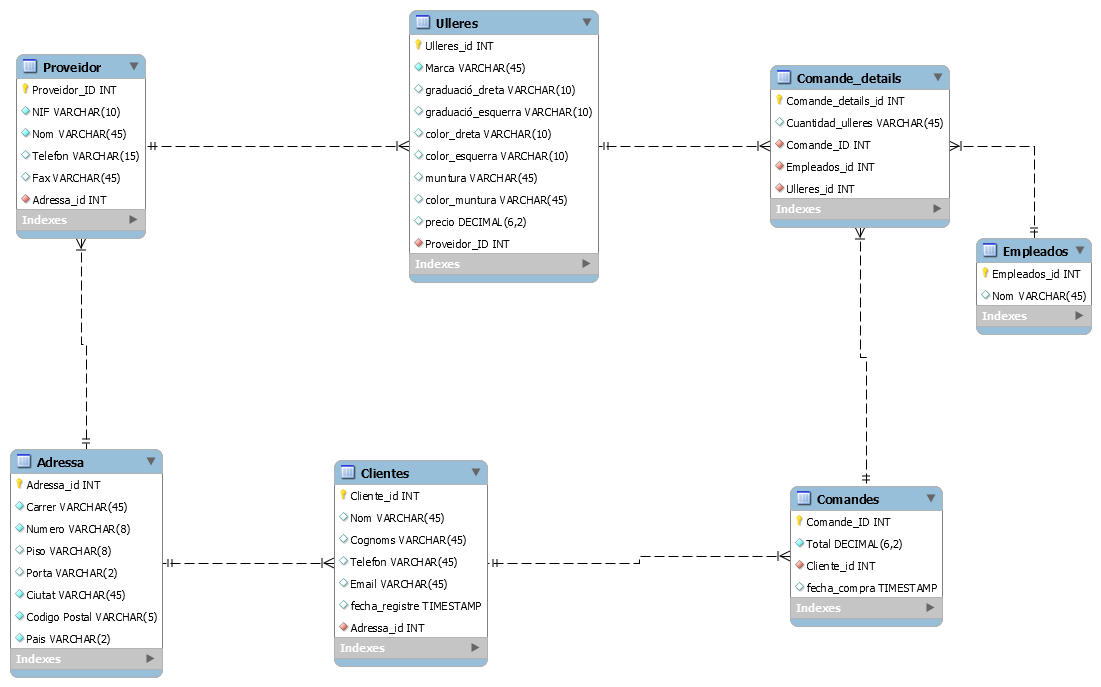 Proveidor
Proveidor_ID INT
NIF VARCHAR(10)
Nom VARCHAR(45)
Telefon VARCHAR(15)
Fax VARCHAR(45)
Adressa_id INT
Indexes
Ulleres
Ulleres_id INT
Marca VARCHAR(45)
graduació_dreta VARCHAR(10)
graduació_esquerra VARCHAR(10)
color_dreta VARCHAR(10)
color_esquerra VARCHAR(10)
muntura VARCHAR(45)
color_muntura VARCHAR(45)
precio DECIMAL(6,2)
Proveidor_ID INT
Indexes
Comande_details
Comande_details_id INT
Cuantidad_ulleres VARCHAR(45)
Comande_ID INT
Empleados_id INT
Ulleres_id INT
Indexes
Empleados
Empleados_id INT
Nom VARCHAR(45)
Indexes
Adressa
Adressa_id INT
Carrer VARCHAR(45)
Numero VARCHAR(8)
Piso VARCHAR(8)
Porta VARCHAR(2)
Ciutat VARCHAR(45)
Codigo Postal VARCHAR(5)
Pais VARCHAR(2)
Indexes
Clientes
Cliente_id INT
Nom VARCHAR(45)
Cognoms VARCHAR(45)
Telefon VARCHAR(45)
Email VARCHAR(45)
fecha_registre TIMESTAMP
Adressa_id INT
Indexes
Comandes
Comande_ID INT
Total DECIMAL(6,2)
Cliente_id INT
fecha_compra TIMESTAMP
Indexes